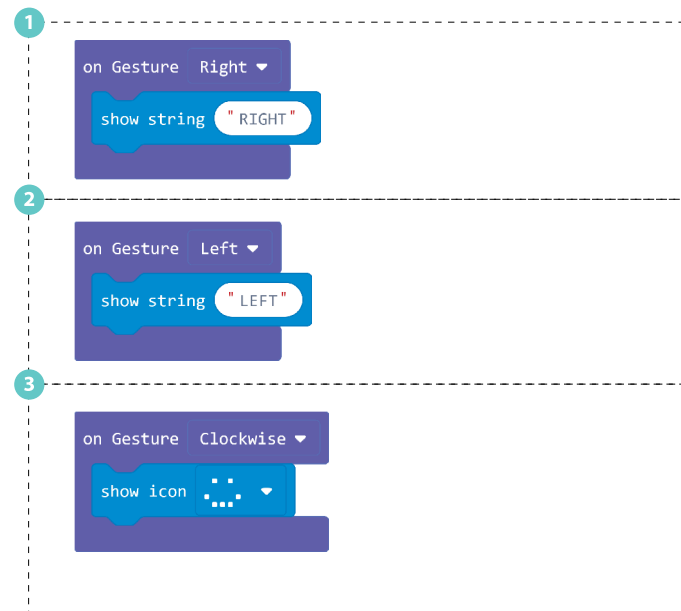 1
on Gesture Right
show string "RIGHT"
2
on Gesture Left
show string "LEFT"
3
on Gesture Clockwise
show icon